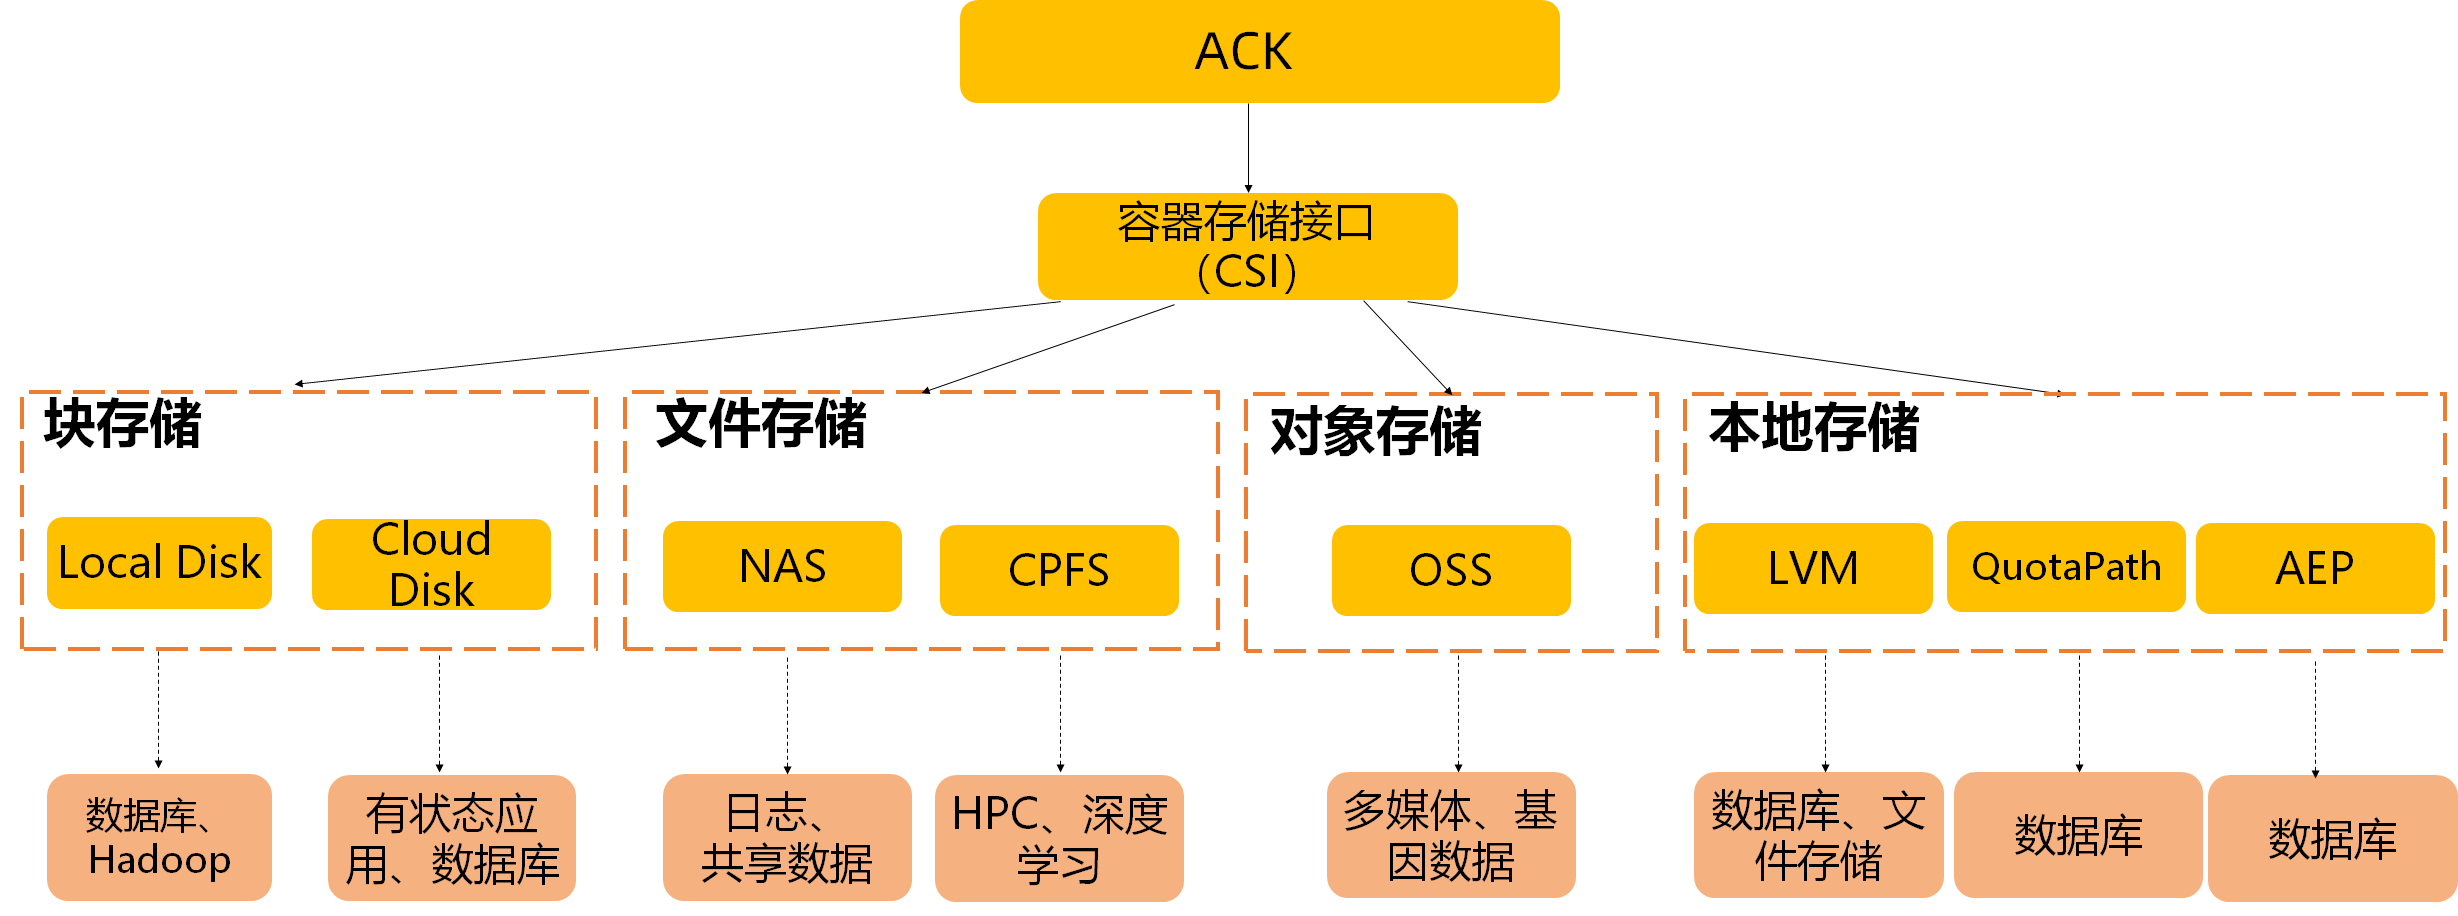 ACK
容器存储接口
（CSI）
块存储
文件存储
对象存储
本地存储
Local Disk
Cloud
Disk
NAS
CPFS
OSS
LVM
QuotaPath
AEP
数据库、
Hadoop
有状态应
用、数据库
日志、
共享数据
HPC、深度
学习
多媒体、基
因数据
数据库、文
件存储
数据库
数据库